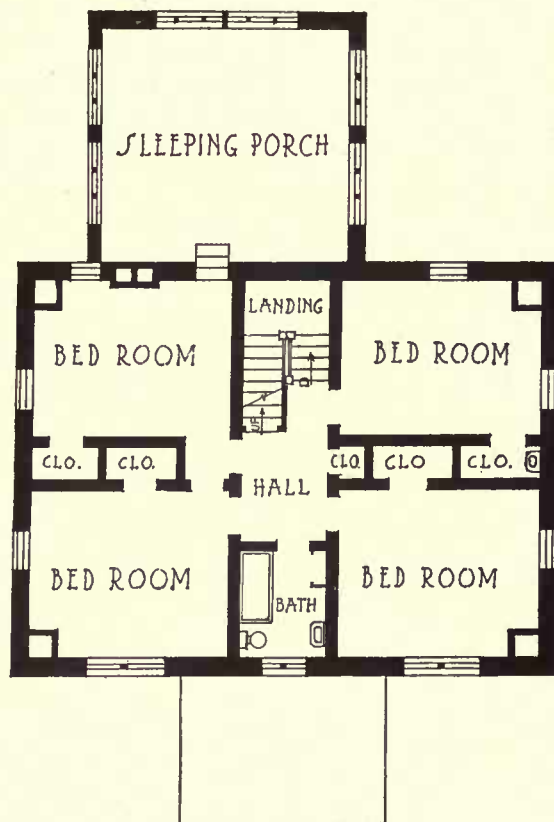 SLEEPING PORCH
LANDING
BED ROOM
BED ROOM
UP
D
CLO.
CLO.
CLO
CLO
CLO.
HALL
BED ROOM
BED ROOM
BATH